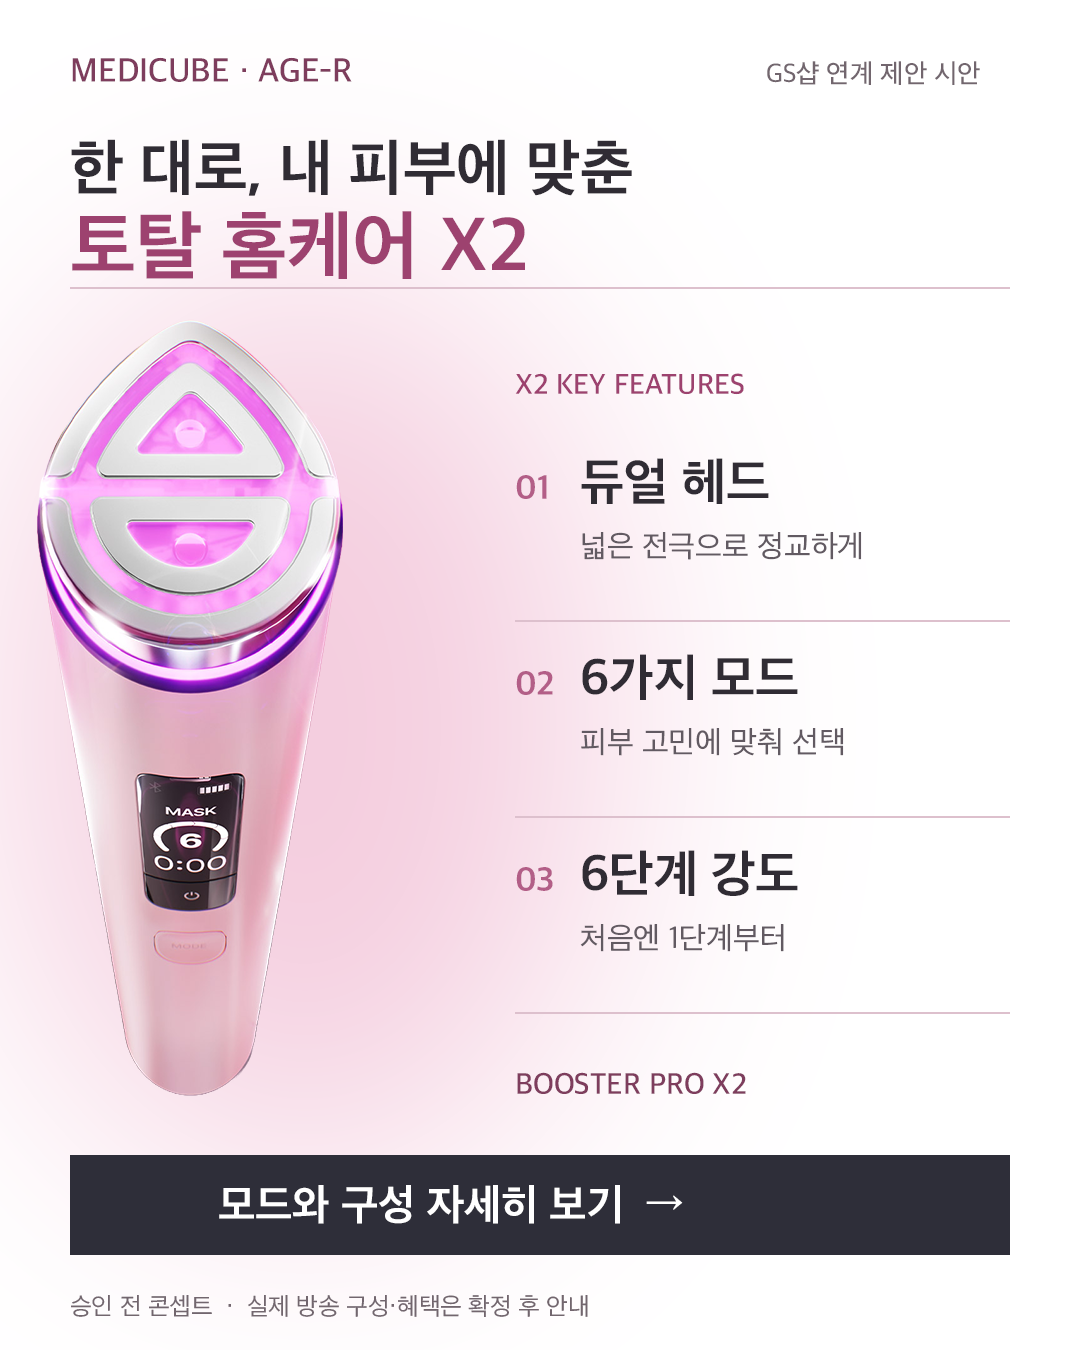 MEDICUBE · AGE-R
GS샵 연계 제안 시안
한 대로, 내 피부에 맞춘
토탈 홈케어 X2
X2 KEY FEATURES
01 듀얼 헤드
넓은 전극으로 정교하게
02 6가지 모드
피부 고민에 맞춰 선택
03 6단계 강도
처음엔 1단계부터
MASK
6
0:00
MODE
BOOSTER PRO X2
모드와 구성 자세히 보기 →
승인 전 콘셉트 · 실제 방송 구성·혜택은 확정 후 안내